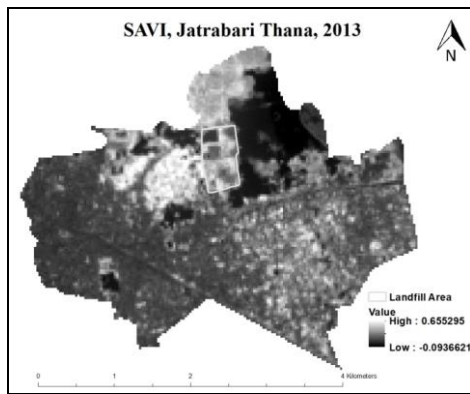 SAVI, Jatrabari Thana, 2013
N
Landfill Area
Value
High : 0.655295
Low : -0.0936621
0 1 2 4 Kilometers